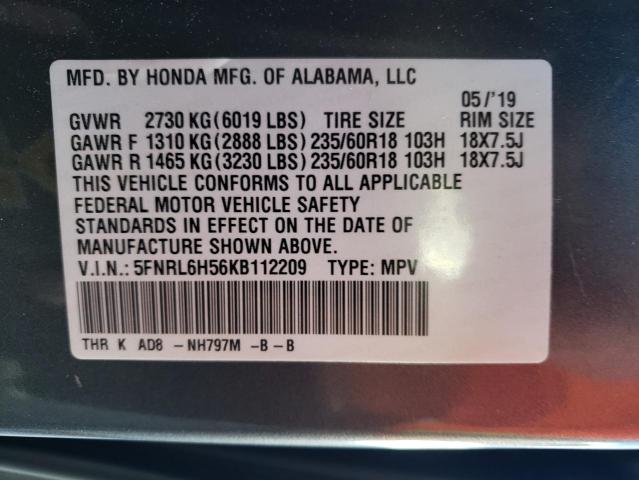 MFD. BY HONDA MFG. OF ALABAMA, LLC
05/'19
GVWR 2730 KG(6019 LBS) TIRE SIZE RIM SIZE
GAWR F 1310 KG(2888 LBS) 235/60R18 103H 18X7.5J
GAWR R 1465 KG(3230 LBS) 235/60R18 103H 18X7.5J
THIS VEHICLE CONFORMS TO ALL APPLICABLE
FEDERAL MOTOR VEHICLE SAFETY
STANDARDS IN EFFECT ON THE DATE OF
MANUFACTURE SHOWN ABOVE.
V.I.N.: 5FNRL6H56KB112209 TYPE: MPV
THR K AD8 -NH797M -B-B